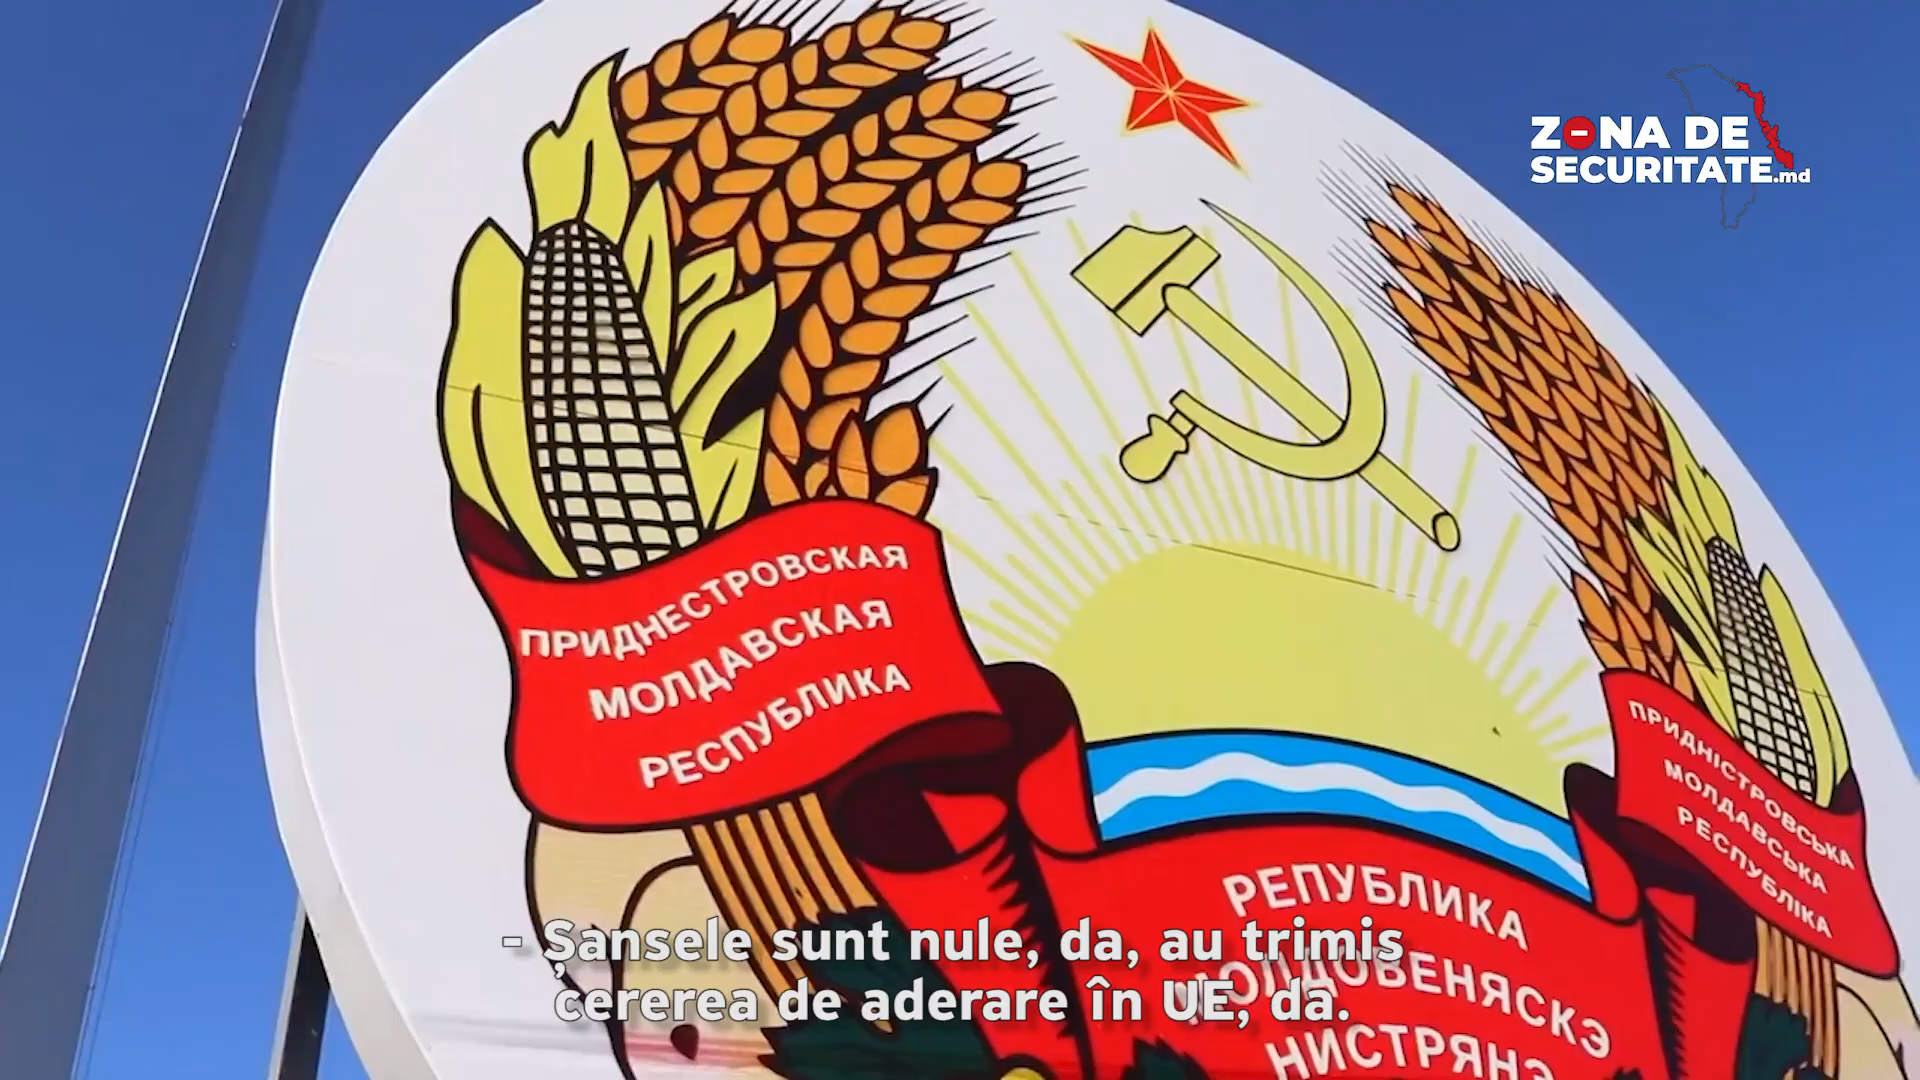 ZONA DE
SECURITATE.md
ПРИДНЕСТРОВСКАЯ
МОЛДАВСКАЯ
РЕСПУБЛИКА
ПРИДНІСТРОВСЬКА
МОЛДАВСЬКА
РЕСПУБЛІКА
РЕПУБЛИКА
МОЛДОВЕНЯСКЭ
НИСТРЯНЭ
- Șansele sunt nule, da, au trimis
cererea de aderare în UE, da.